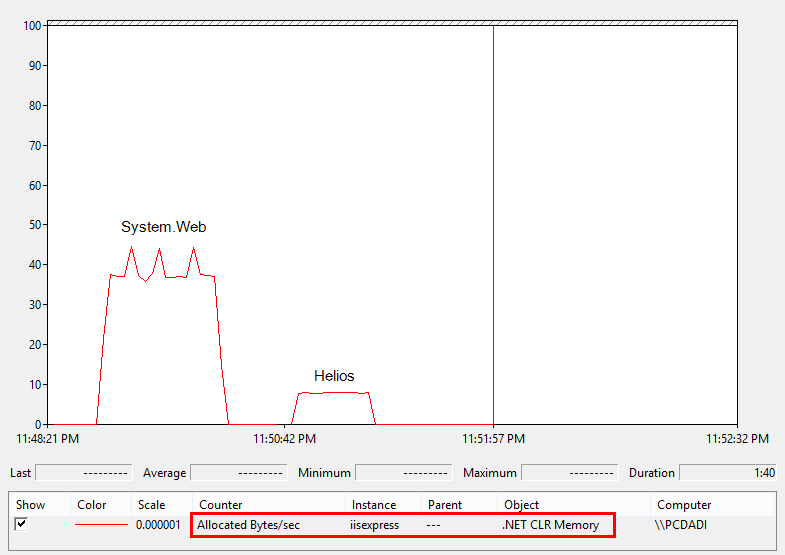 100
90
80
70
60
50
System.Web
40
30
20
Helios
10
0
11:48:21 PM 11:50:42 PM 11:51:57 PM 11:52:32 PM
Last --------- Average --------- Minimum --------- Maximum --------- Duration 1:40
Show Color Scale Counter Instance Parent Object Computer
0.000001 Allocated Bytes/sec iisexpress --- .NET CLR Memory \\PCDADI